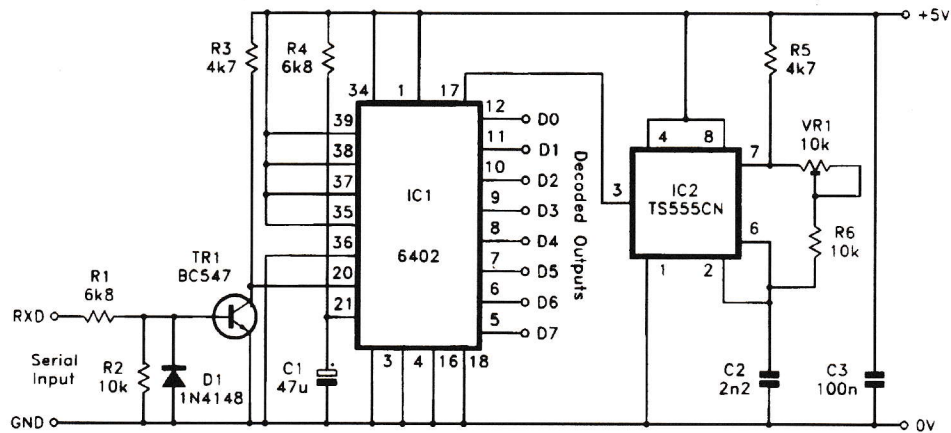 +5v
R3
4k7
R4
6k8
R5
4k7
34
1
17
VR1
10k
39
38
37
35
36
20
21
12
11
10
9
8
7
6
5
D0
D1
D2
D3
D4
D5
D6
D7
Decoded Outputs
IC1
6402
3
4
16
18
4
8
3
7
6
1
2
IC2
TS555CN
R6
10k
TR1
BC547
R1
6k8
RXD
Serial
Input
R2
10k
D1
1N4148
C1
47u
+
C2
2n2
C3
100n
GND
0V